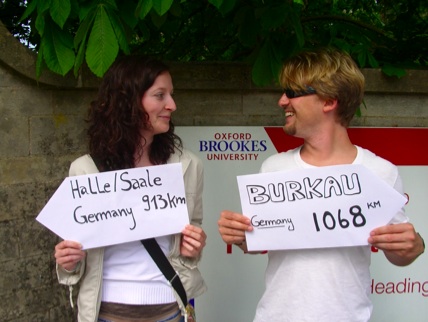 OXFORD
BROOKES
UNIVERSITY
Halle/Saale
Germany 913km
BURKAU
Germany 1068 KM
Heading